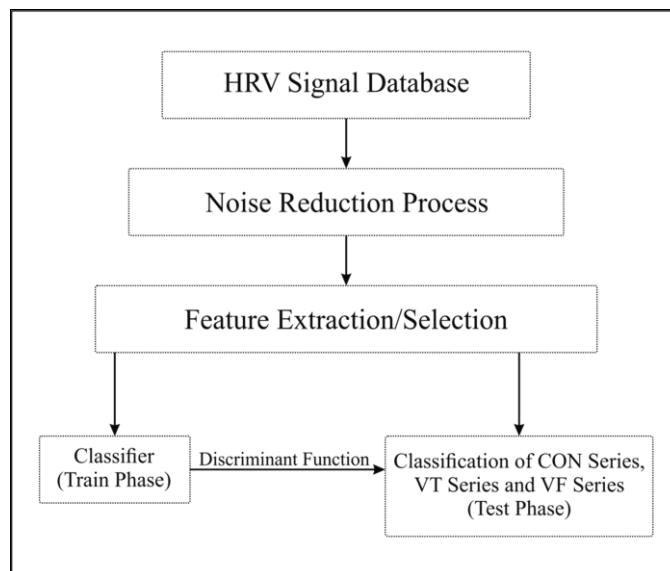 HRV Signal Database
Noise Reduction Process
Feature Extraction/Selection
Classifier
(Train Phase)
Discriminant Function
Classification of CON Series,
VT Series and VF Series
(Test Phase)